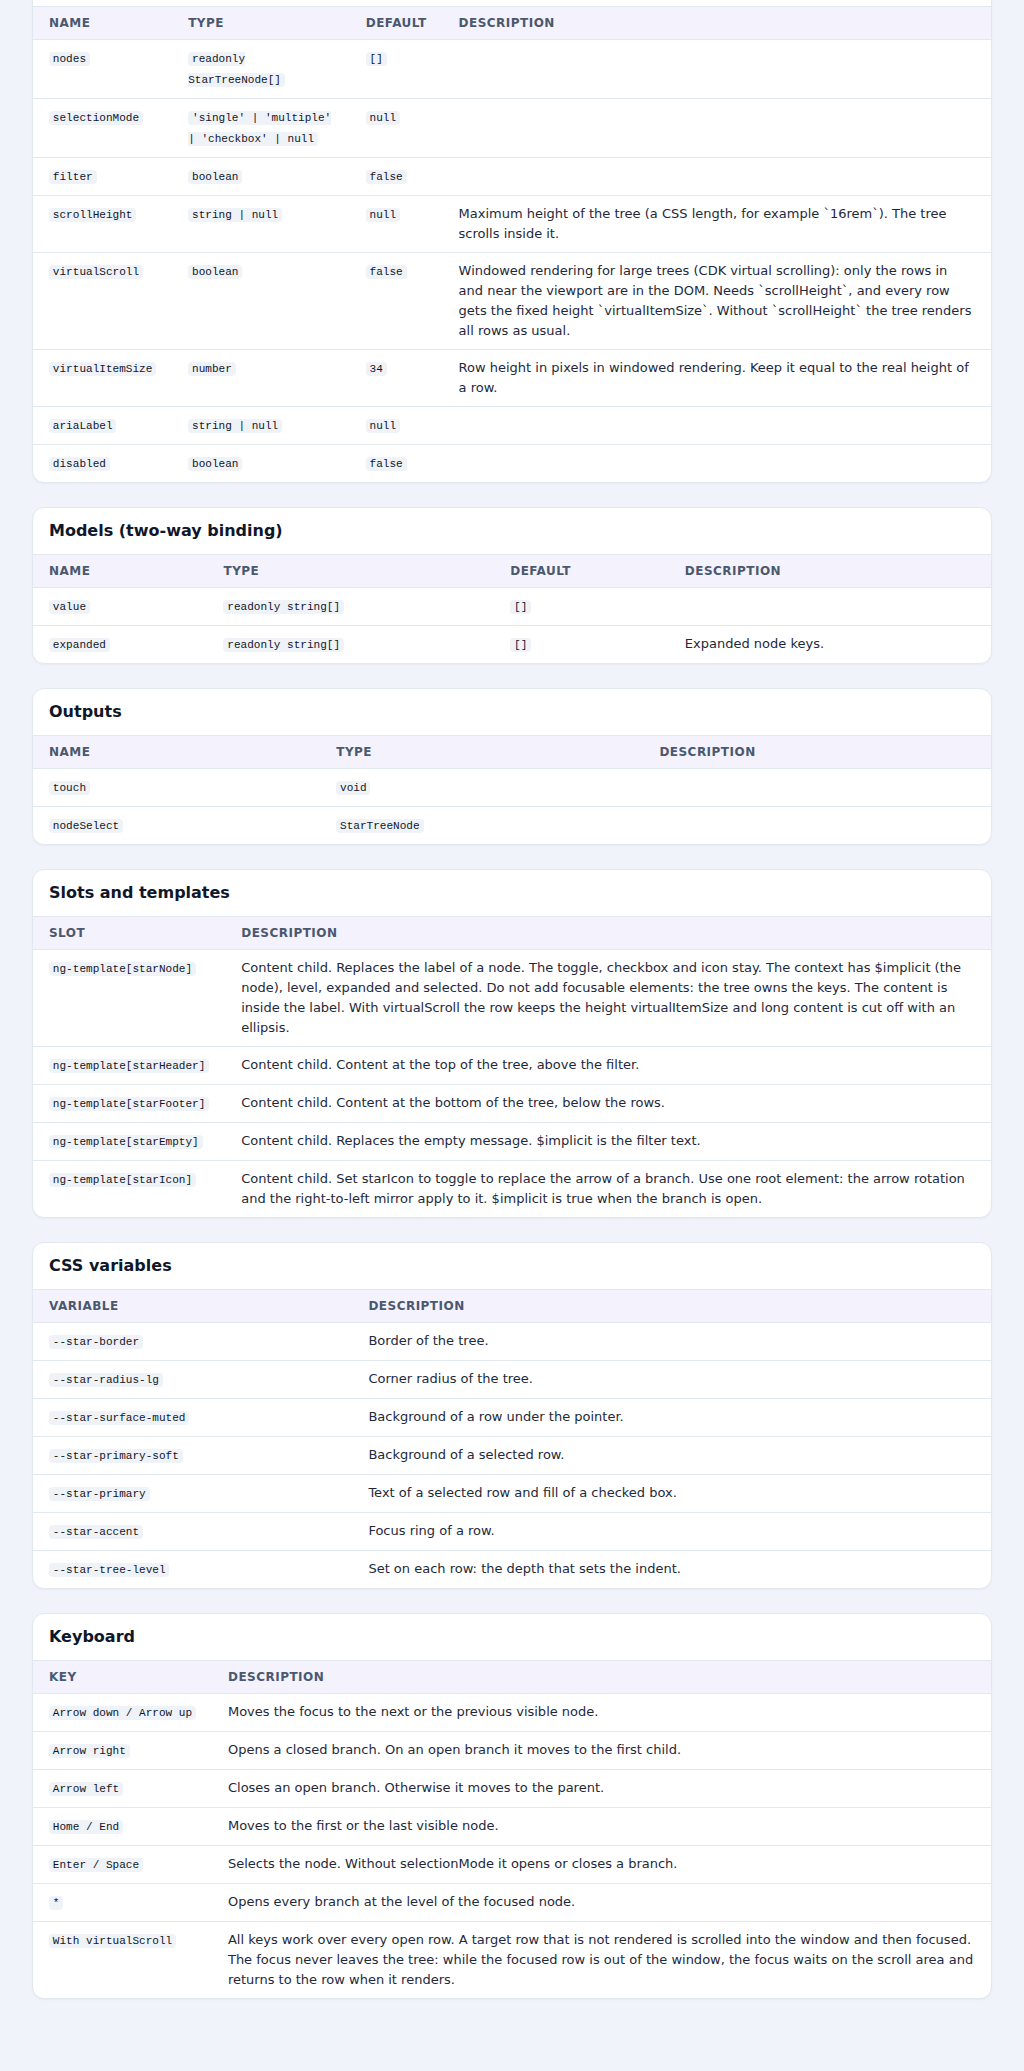 NAME TYPE DEFAULT DESCRIPTION
nodes readonly []
StarTreeNode[]
selectionMode 'single' | 'multiple' null
| 'checkbox' | null
filter boolean false
scrollHeight string | null null Maximum height of the tree (a CSS length, for example `16rem`). The tree
scrolls inside it.
virtualScroll boolean false Windowed rendering for large trees (CDK virtual scrolling): only the rows in
and near the viewport are in the DOM. Needs `scrollHeight`, and every row
gets the fixed height `virtualItemSize`. Without `scrollHeight` the tree renders
all rows as usual.
virtualItemSize number 34 Row height in pixels in windowed rendering. Keep it equal to the real height of
a row.
ariaLabel string | null null
disabled boolean false
Models (two-way binding)
NAME TYPE DEFAULT DESCRIPTION
value readonly string[] []
expanded readonly string[] [] Expanded node keys.
Outputs
NAME TYPE DESCRIPTION
touch void
nodeSelect StarTreeNode
Slots and templates
SLOT DESCRIPTION
ng-template[starNode] Content child. Replaces the label of a node. The toggle, checkbox and icon stay. The context has $implicit (the
node), level, expanded and selected. Do not add focusable elements: the tree owns the keys. The content is
inside the label. With virtualScroll the row keeps the height virtualItemSize and long content is cut off with an
ellipsis.
ng-template[starHeader] Content child. Content at the top of the tree, above the filter.
ng-template[starFooter] Content child. Content at the bottom of the tree, below the rows.
ng-template[starEmpty] Content child. Replaces the empty message. $implicit is the filter text.
ng-template[starIcon] Content child. Set starIcon to toggle to replace the arrow of a branch. Use one root element: the arrow rotation
and the right-to-left mirror apply to it. $implicit is true when the branch is open.
CSS variables
VARIABLE DESCRIPTION
--star-border Border of the tree.
--star-radius-lg Corner radius of the tree.
--star-surface-muted Background of a row under the pointer.
--star-primary-soft Background of a selected row.
--star-primary Text of a selected row and fill of a checked box.
--star-accent Focus ring of a row.
--star-tree-level Set on each row: the depth that sets the indent.
Keyboard
KEY DESCRIPTION
Arrow down / Arrow up Moves the focus to the next or the previous visible node.
Arrow right Opens a closed branch. On an open branch it moves to the first child.
Arrow left Closes an open branch. Otherwise it moves to the parent.
Home / End Moves to the first or the last visible node.
Enter / Space Selects the node. Without selectionMode it opens or closes a branch.
* Opens every branch at the level of the focused node.
With virtualScroll All keys work over every open row. A target row that is not rendered is scrolled into the window and then focused.
The focus never leaves the tree: while the focused row is out of the window, the focus waits on the scroll area and
returns to the row when it renders.